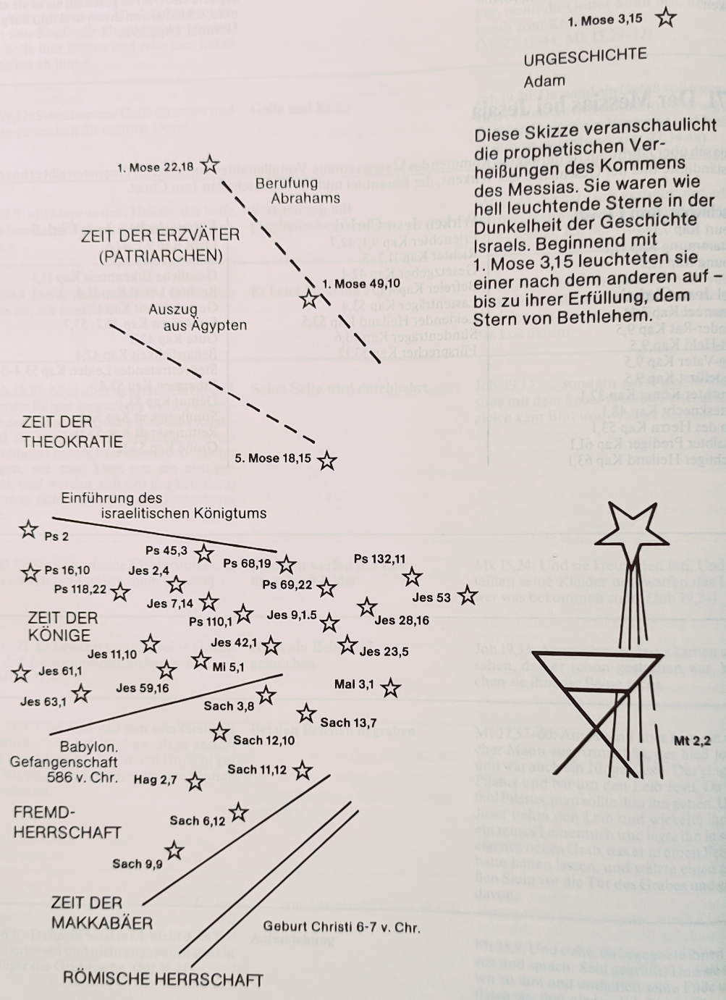 1. Mose 3,15
URGESCHICHTE
Adam
Diese Skizze veranschaulicht
die prophetischen Ver-
heißungen des Kommens
des Messias. Sie waren wie
hell leuchtende Sterne in der
Dunkelheit der Geschichte
Israels. Beginnend mit
1. Mose 3,15 leuchteten sie
einer nach dem anderen auf –
bis zu ihrer Erfüllung, dem
Stern von Bethlehem.
1. Mose 22,18
Berufung
Abrahams
ZEIT DER ERZVÄTER
(PATRIARCHEN)
1. Mose 49,10
Auszug
aus Ägypten
ZEIT DER
THEOKRATIE
5. Mose 18,15
Einführung des
israelitischen Königtums
Ps 2
Ps 45,3
Ps 68,19
Ps 132,11
Ps 16,10
Jes 2,4
Ps 118,22
Ps 69,22
Jes 53
Jes 7,14
Ps 110,1
Jes 9,1.5
Jes 28,16
ZEIT DER
KÖNIGE
Jes 11,10
Jes 42,1
Jes 23,5
Jes 61,1
Mi 5,1
Jes 59,16
Mal 3,1
Jes 63,1
Sach 3,8
Sach 13,7
Sach 12,10
Mt 2,2
Babylon.
Gefangenschaft
586 v. Chr.
Sach 11,12
Hag 2,7
FREMD-
HERRSCHAFT
Sach 6,12
Sach 9,9
ZEIT DER
MAKKABÄER
Geburt Christi 6-7 v. Chr.
RÖMISCHE HERRSCHAFT